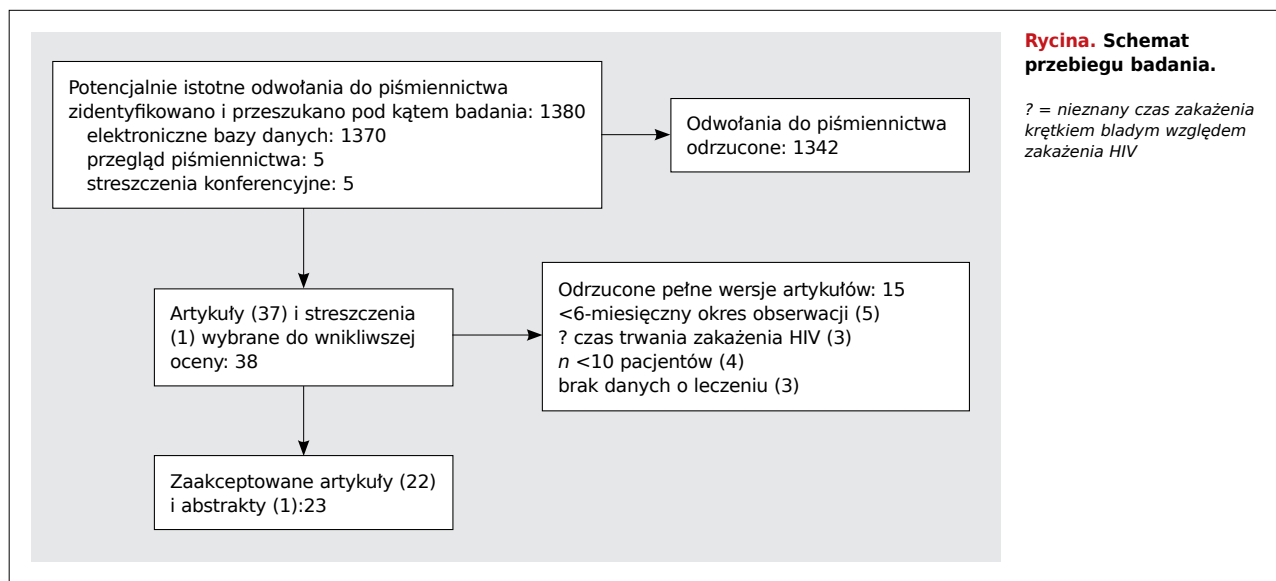 Potencjalnie istotne odwołania do piśmiennictwa
zidentyfikowano i przeszukano pod kątem badania: 1380
elektroniczne bazy danych: 1370
przegląd piśmiennictwa: 5
streszczenia konferencyjne: 5
Odwołania do piśmiennictwa
odrzucone: 1342
Artykuły (37) i streszczenia
(1) wybrane do wnikliwszej
oceny: 38
Odrzucone pełne wersje artykułów: 15
<6-miesięczny okres obserwacji (5)
? czas trwania zakażenia HIV (3)
n <10 pacjentów (4)
brak danych o leczeniu (3)
Zaakceptowane artykuły (22)
i abstrakty (1):23
Rycina. Schemat
przebiegu badania.
? = nieznany czas zakażenia
krętkiem bladym względem
zakażenia HIV